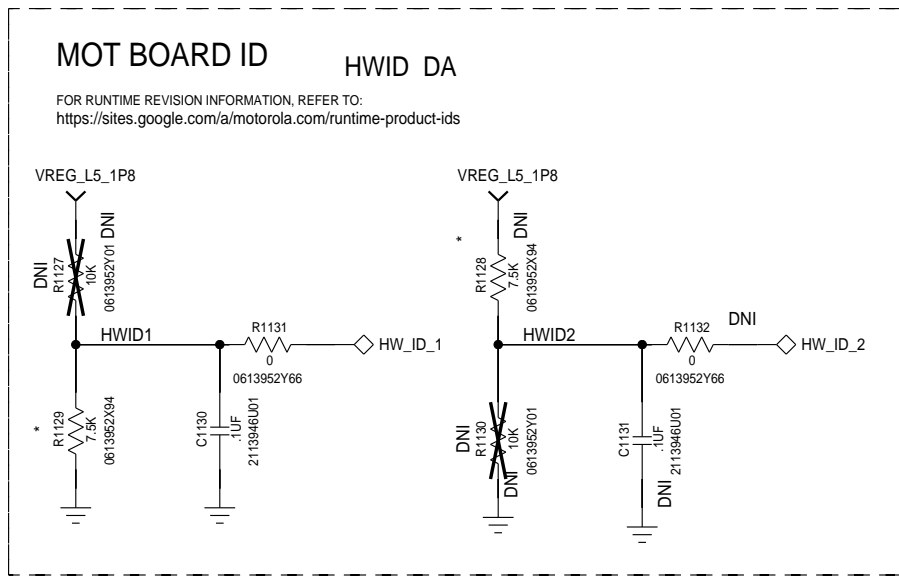 MOT BOARD ID
HWID DA
FOR RUNTIME REVISION INFORMATION, REFER TO:
https://sites.google.com/a/motorola.com/runtime-product-ids
VREG_L5_1P8
DNI
DNI
R1127
10K
0613952Y01
HWID1
R1131
0
0613952Y66
HW_ID_1
*
R1129
7.5K
0613952X94
C1130
.1UF
2113946U01
VREG_L5_1P8
DNI
*
R1128
7.5K
0613952X94
HWID2
R1132
DNI
0
0613952Y66
HW_ID_2
DNI
R1130
10K
0613952Y01
DNI
C1131
.1UF
2113946U01
DNI